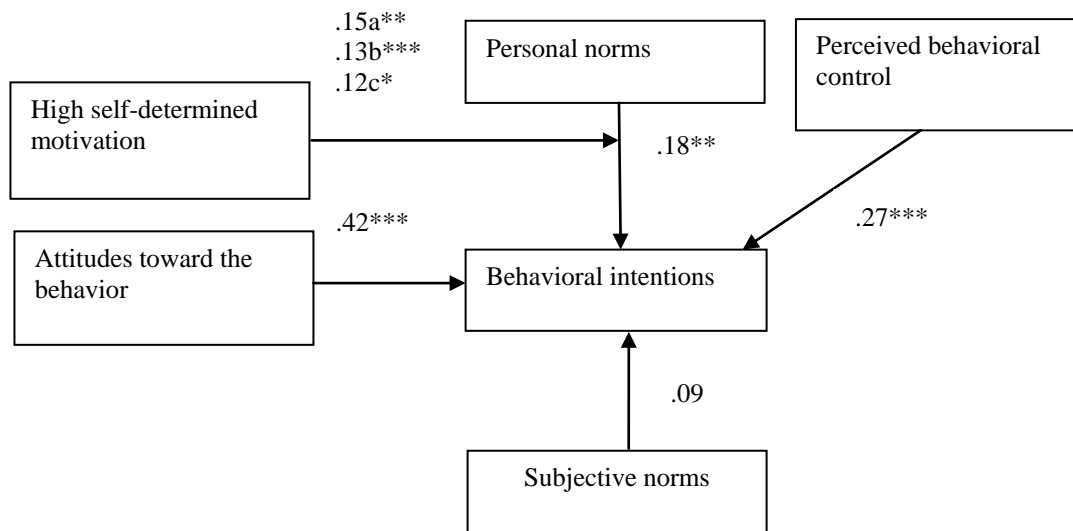 .15a**
.13b***
.12c*
Personal norms
Perceived behavioral
control
High self-determined
motivation
.18**
.42***
.27***
Attitudes toward the
behavior
Behavioral intentions
.09
Subjective norms